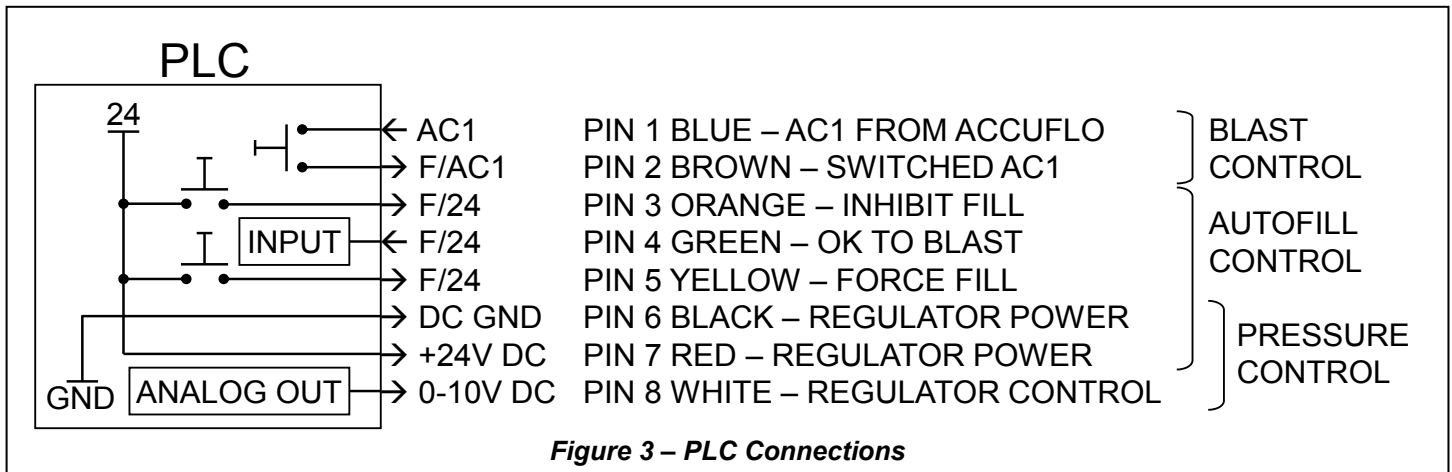 PLC
24
AC1 PIN 1 BLUE – AC1 FROM ACCUFLO
F/AC1 PIN 2 BROWN – SWITCHED AC1
BLAST
CONTROL
F/24 PIN 3 ORANGE – INHIBIT FILL
INPUT F/24 PIN 4 GREEN – OK TO BLAST
F/24 PIN 5 YELLOW – FORCE FILL
AUTOFILL
CONTROL
DC GND PIN 6 BLACK – REGULATOR POWER
+24V DC PIN 7 RED – REGULATOR POWER
GND ANALOG OUT 0-10V DC PIN 8 WHITE – REGULATOR CONTROL
PRESSURE
CONTROL
Figure 3 – PLC Connections